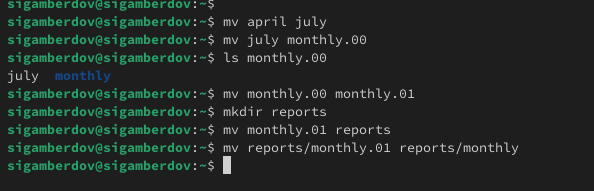 sigamberdov@sigamberdov:~$
sigamberdov@sigamberdov:~$ mv april july
sigamberdov@sigamberdov:~$ mv july monthly.00
sigamberdov@sigamberdov:~$ ls monthly.00
july  monthly
sigamberdov@sigamberdov:~$ mv monthly.00 monthly.01
sigamberdov@sigamberdov:~$ mkdir reports
sigamberdov@sigamberdov:~$ mv monthly.01 reports
sigamberdov@sigamberdov:~$ mv reports/monthly.01 reports/monthly
sigamberdov@sigamberdov:~$